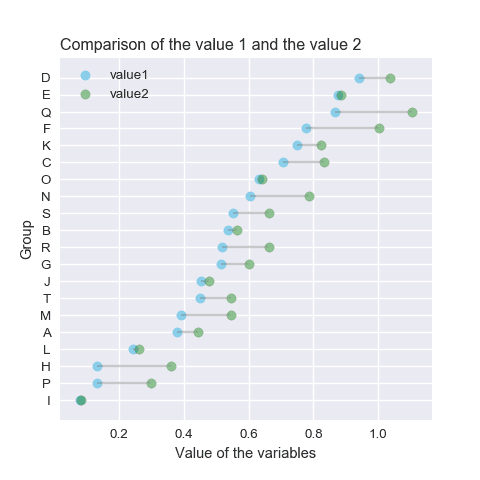 Comparison of the value 1 and the value 2
value1
value2
D
E
Q
F
K
C
O
N
S
B
R
G
J
T
M
A
L
H
P
I
Group
0.2 0.4 0.6 0.8 1.0
Value of the variables